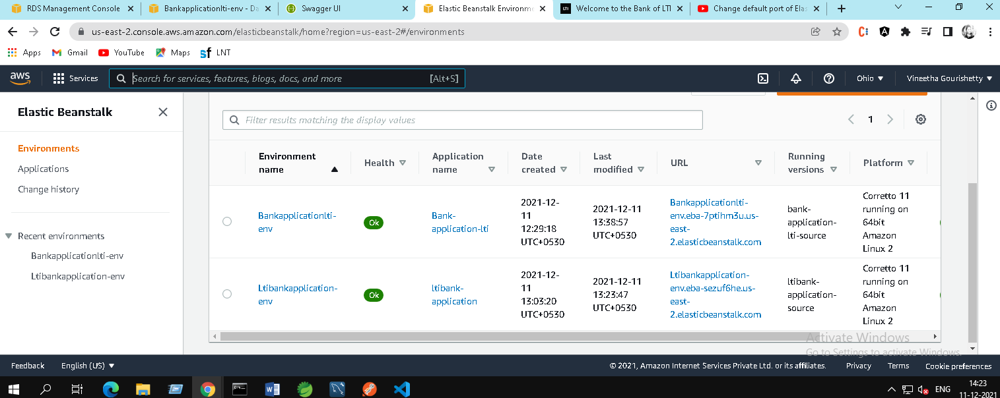 RDS Management Console
Bankapplicationlti-env - Da
Swagger UI
Elastic Beanstalk Environme
LTI
Welcome to the Bank of LTI
Change default port of Elas
us-east-2.console.aws.amazon.com/elasticbeanstalk/home?region=us-east-2#/environments
Apps
Gmail
YouTube
Maps
sf LNT
aws
Services
Search for services, features, blogs, docs, and more
[Alt+S]
Ohio
Vineetha Gourishetty
Elastic Beanstalk
Environments
Applications
Change history
Recent environments
Bankapplicationlti-env
Ltibankapplication-env
Filter results matching the display values
1
Environment
name
Health
Application
name
Date
created
Last
modified
URL
Running
versions
Platform
Bankapplicationlti-
env
Ok
Bank-
application-lti
2021-12-
11
12:29:18
UTC+0530
2021-12-11
13:38:57
UTC+0530
Bankapplicationlti-
env.eba-7ptihm3u.us-
east-
2.elasticbeanstalk.com
bank-
application-
lti-source
Corretto 11
running on
64bit
Amazon
Linux 2
Ltibankapplication-
env
Ok
ltibank-
application
2021-12-
11
13:03:20
UTC+0530
2021-12-11
13:23:47
UTC+0530
Ltibankapplication-
env.eba-sezuf6he.us-
east-
2.elasticbeanstalk.com
ltibank-
application-
source
Corretto 11
running on
64bit
Amazon
Linux 2
Activate Windows
Go to Settings to activate Windows.
Feedback
English (US)
© 2021, Amazon Internet Services Private Ltd. or its affiliates.
Privacy
Terms
Cookie preferences
ENG
14:23
11-12-2021